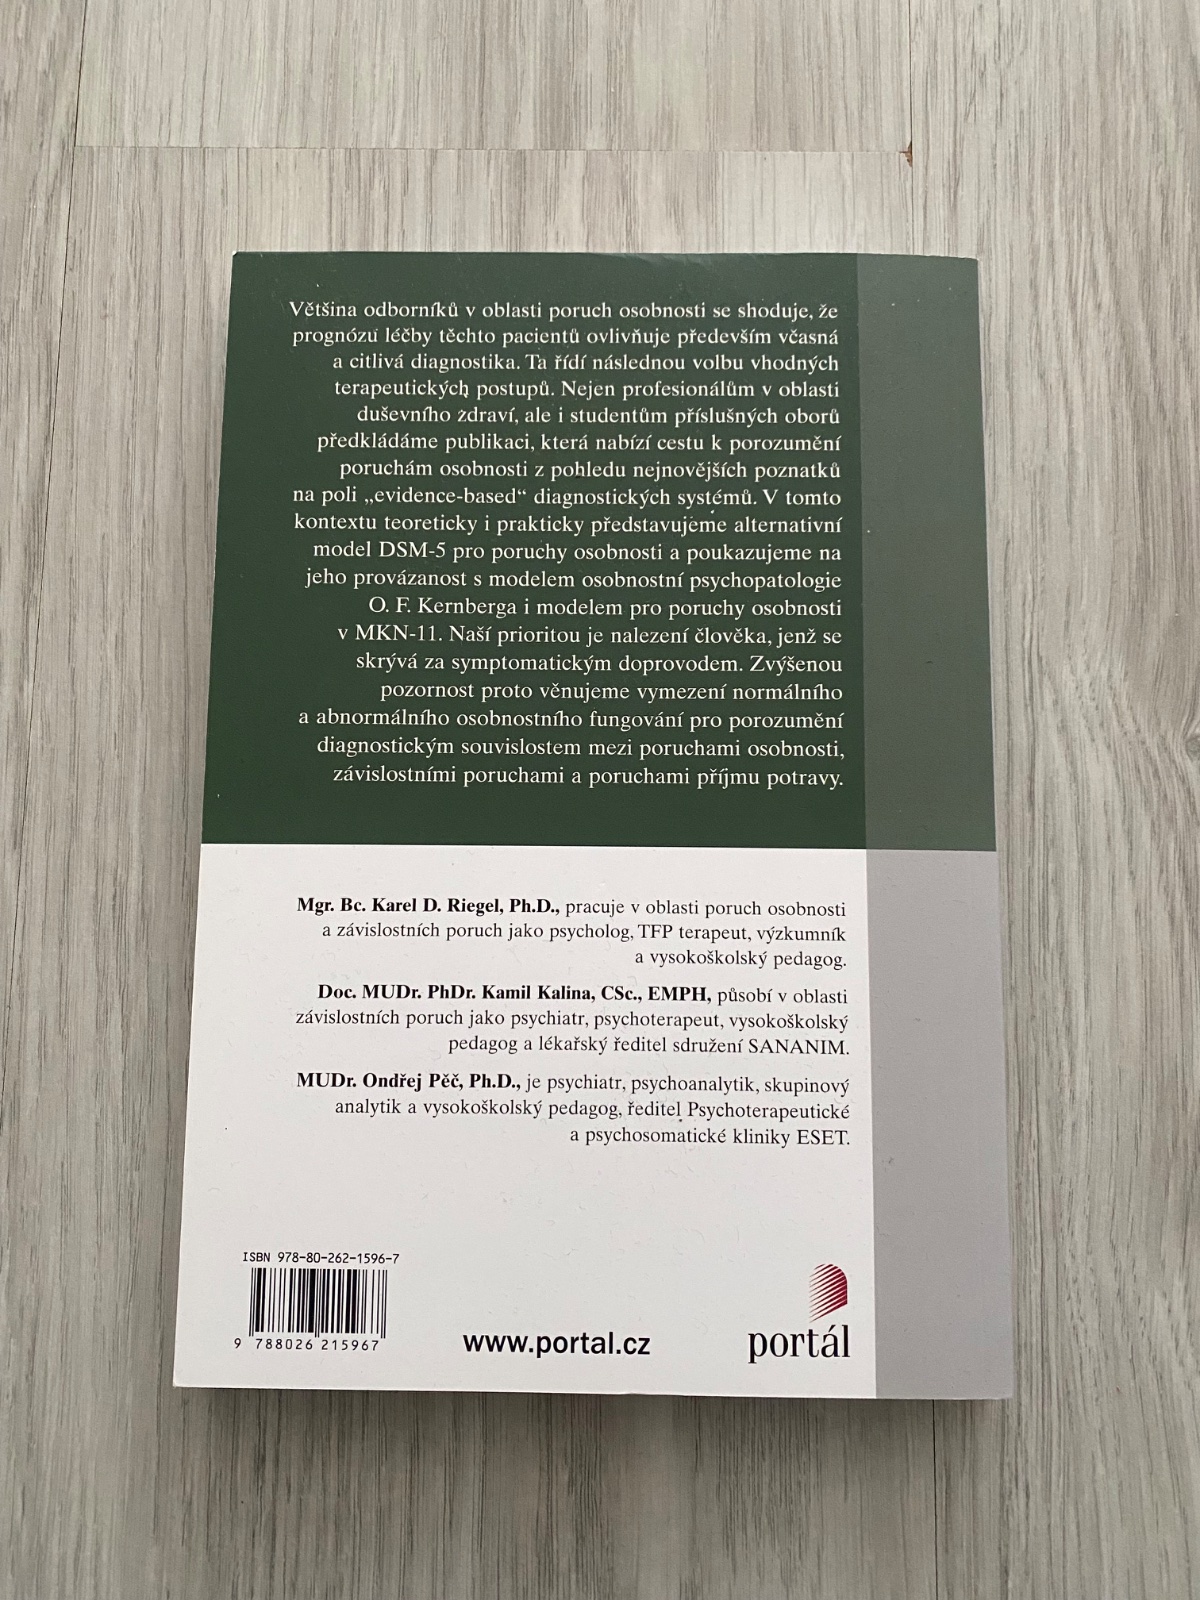 Většina odborníků v oblasti poruch osobnosti se shoduje, že
prognózu léčby těchto pacientů ovlivňuje především včasná
a citlivá diagnostika. Ta řídí následnou volbu vhodných
terapeutických postupů. Nejen profesionálům v oblasti
duševního zdraví, ale i studentům příslušných oborů
předkládáme publikaci, která nabízí cestu k porozumění
poruchám osobnosti z pohledu nejnovějších poznatků
na poli „evidence-based“ diagnostických systémů. V tomto
kontextu teoreticky i prakticky představujeme alternativní
model DSM-5 pro poruchy osobnosti a poukazujeme na
jeho provázanost s modelem osobnostní psychopatologie
O. F. Kernberga i modelem pro poruchy osobnosti
v MKN-11. Naší prioritou je nalezení člověka, jenž se
skrývá za symptomatickým doprovodem. Zvýšenou
pozornost proto věnujeme vymezení normálního
a abnormálního osobnostního fungování pro porozumění
diagnostickým souvislostem mezi poruchami osobnosti,
závislostními poruchami a poruchami příjmu potravy.
Mgr. Bc. Karel D. Riegel, Ph.D., pracuje v oblasti poruch osobnosti
a závislostních poruch jako psycholog, TFP terapeut, výzkumník
a vysokoškolský pedagog.
Doc. MUDr. PhDr. Kamil Kalina, CSc., EMPH, působí v oblasti
závislostních poruch jako psychiatr, psychoterapeut, vysokoškolský
pedagog a lékařský ředitel sdružení SANANIM.
MUDr. Ondřej Pěč, Ph.D., je psychiatr, psychoanalytik, skupinový
analytik a vysokoškolský pedagog, ředitel Psychoterapeutické
a psychosomatické kliniky ESET.
ISBN 978-80-262-1596-7
9 788026 215967
www.portal.cz
portál